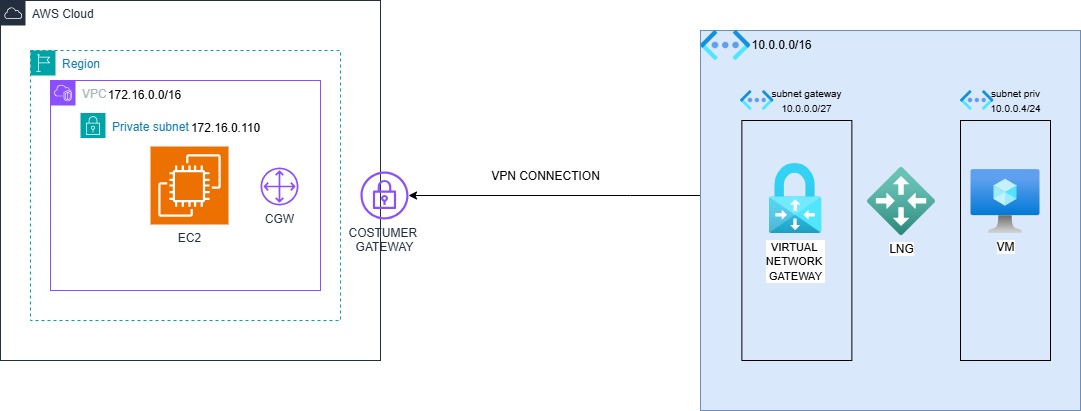 AWS Cloud
Region
VPC 172.16.0.0/16
Private subnet 172.16.0.110
EC2
CGW
COSTUMER
GATEWAY
VPN CONNECTION
10.0.0.0/16
subnet gateway
10.0.0.0/27
VIRTUAL
NETWORK
GATEWAY
LNG
subnet priv
10.0.0.4/24
VM